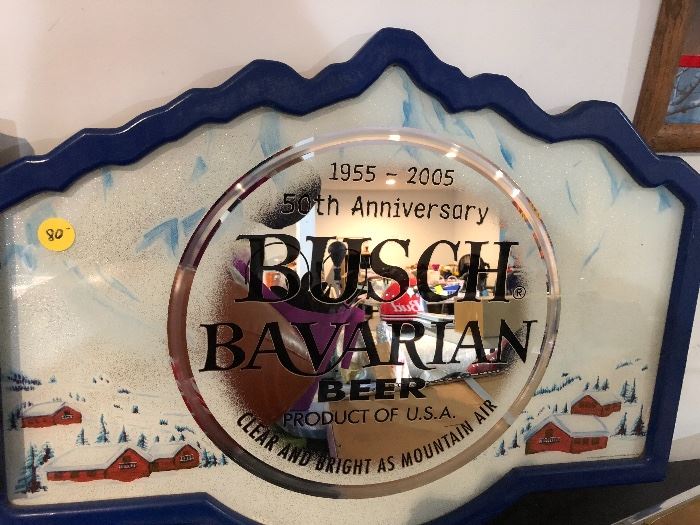 1955 - 2005
50th Anniversary
BUSCH®
BAVARIAN
BEER
PRODUCT OF U.S.A.
CLEAR AND BRIGHT AS MOUNTAIN AIR
80-